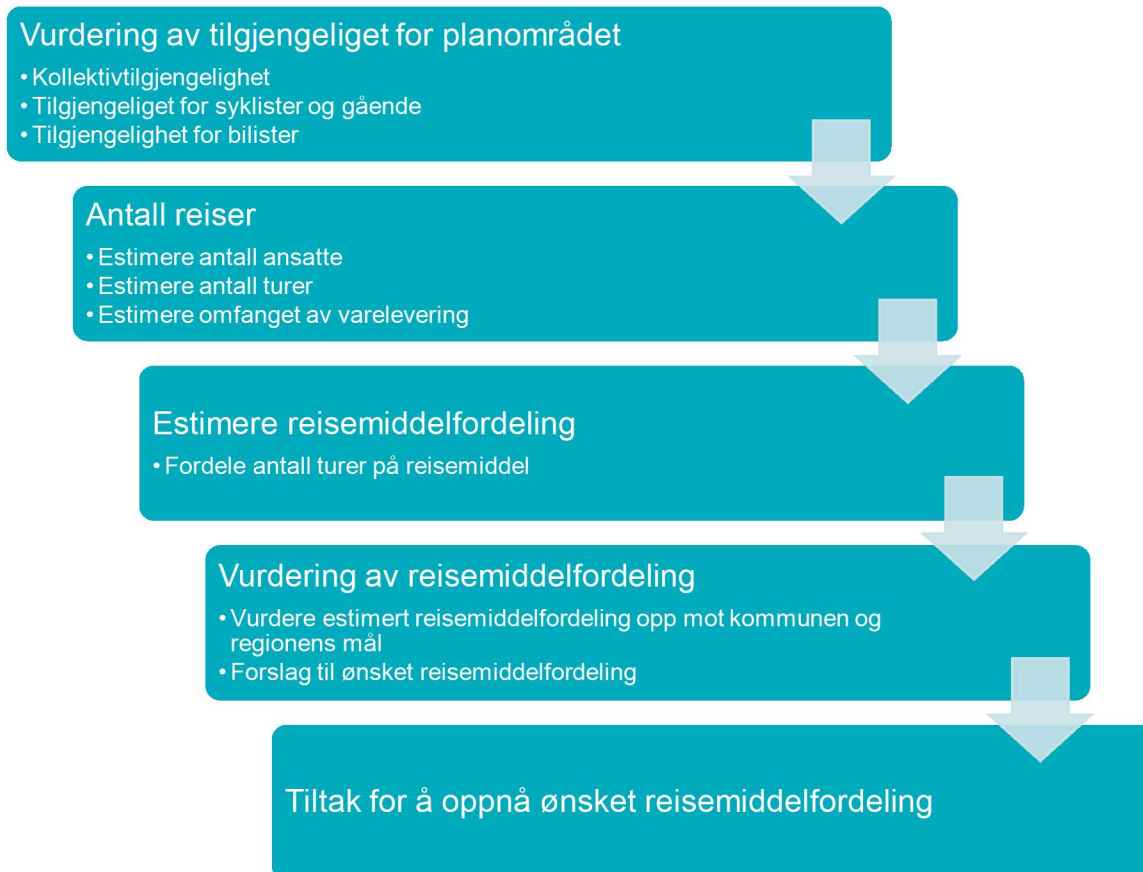 Vurdering av tilgjengeliget for planområdet
• Kollektivtilgjengelighet
• Tilgjengeliget for syklister og gående
• Tilgjengelighet for bilister
Antall reiser
• Estimere antall ansatte
• Estimere antall turer
• Estimere omfanget av varelevering
Estimere reisemiddelfordeling
• Fordele antall turer på reisemiddel
Vurdering av reisemiddelfordeling
• Vurdere estimert reisemiddelfordeling opp mot kommunen og
regionens mål
• Forslag til ønsket reisemiddelfordeling
Tiltak for å oppnå ønsket reisemiddelfordeling